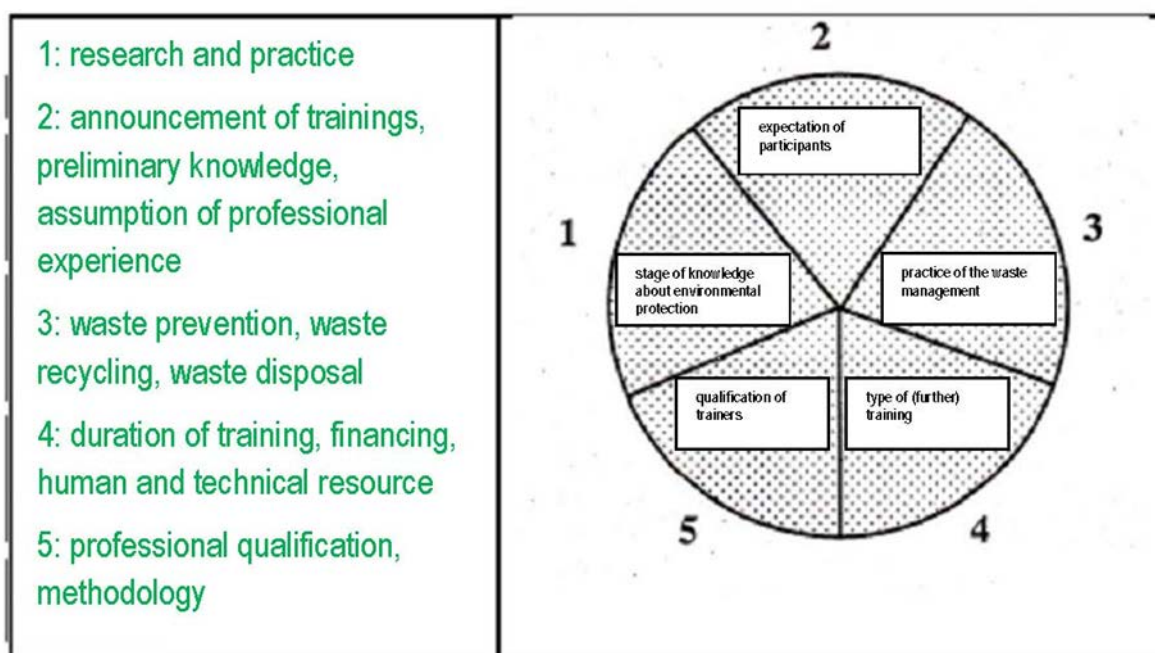 1: research and practice
2: announcement of trainings,
preliminary knowledge,
assumption of professional
experience
3: waste prevention, waste
recycling, waste disposal
4: duration of training, financing,
human and technical resource
5: professional qualification,
methodology
2
expectation of
participants
1
3
stage of knowledge
about environmental
protection
practice of the waste
management
qualification of
trainers
type of (further)
training
5
4